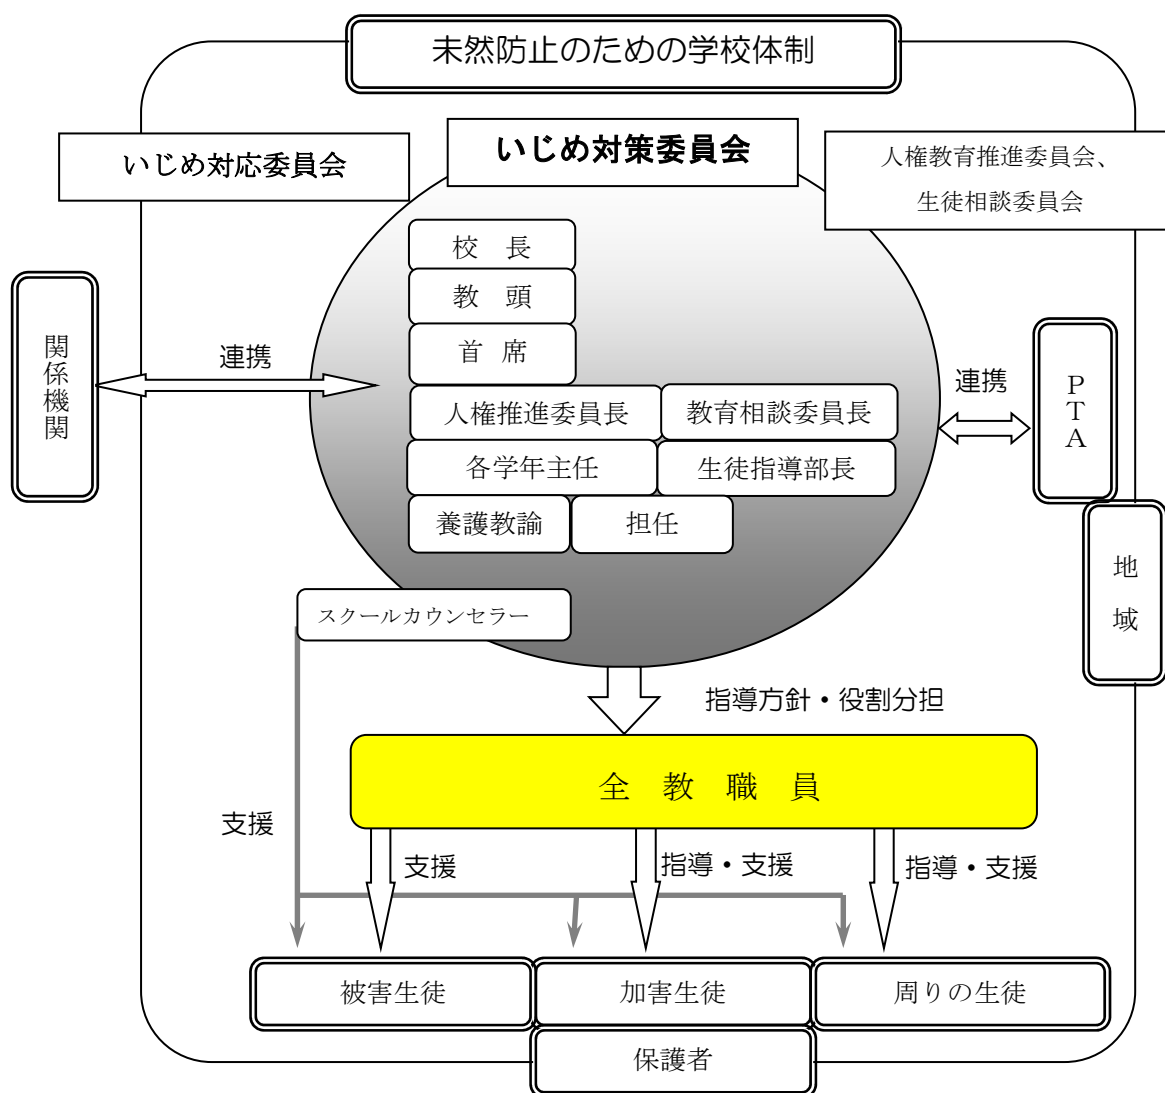 未然防止のための学校体制
いじめ対応委員会
いじめ対策委員会
人権教育推進委員会、
生徒相談委員会
校　長
教　頭
首 席
人権推進委員長
教育相談委員長
各学年主任
生徒指導部長
養護教諭
担任
スクールカウンセラー
関係機関
連携
連携
ＰＴＡ
地域
指導方針・役割分担
全　教　職　員
支援
支援
指導・支援
指導・支援
被害生徒
加害生徒
周りの生徒
保護者